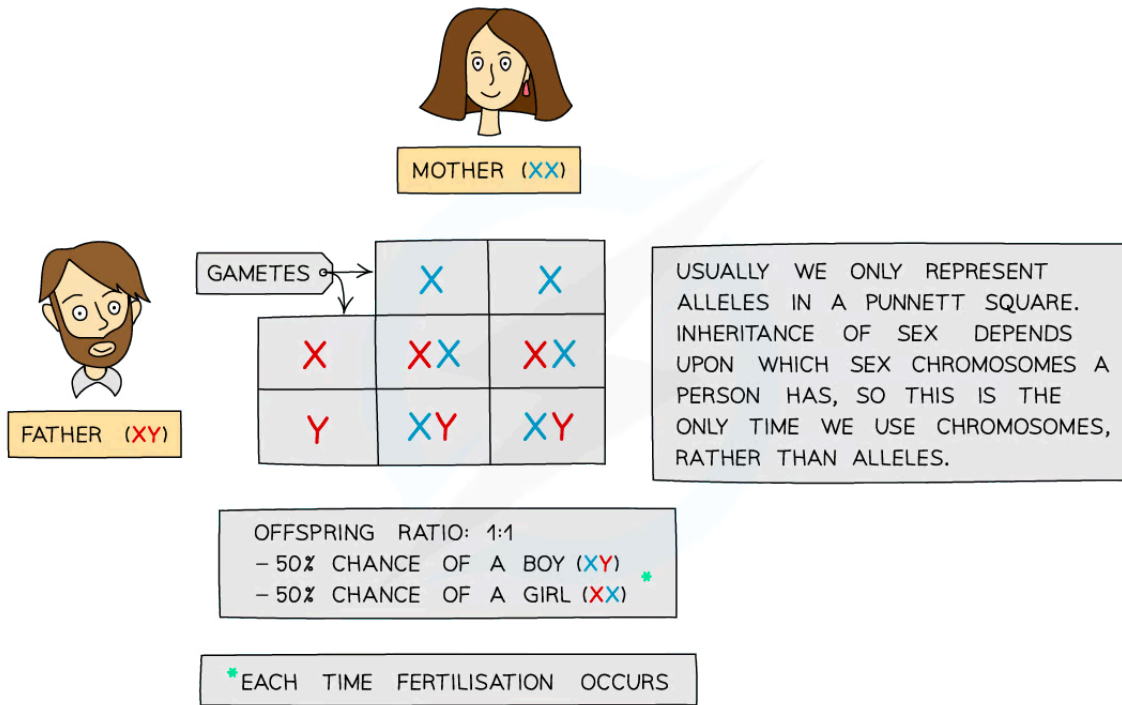 MOTHER (XX)
GAMETES
X X
X XX XX
Y XY XY
FATHER (XY)
USUALLY WE ONLY REPRESENT
ALLELES IN A PUNNETT SQUARE.
INHERITANCE OF SEX DEPENDS
UPON WHICH SEX CHROMOSOMES A
PERSON HAS, SO THIS IS THE
ONLY TIME WE USE CHROMOSOMES,
RATHER THAN ALLELES.
OFFSPRING RATIO: 1:1
– 50% CHANCE OF A BOY (XY)
– 50% CHANCE OF A GIRL (XX) *
*EACH TIME FERTILISATION OCCURS